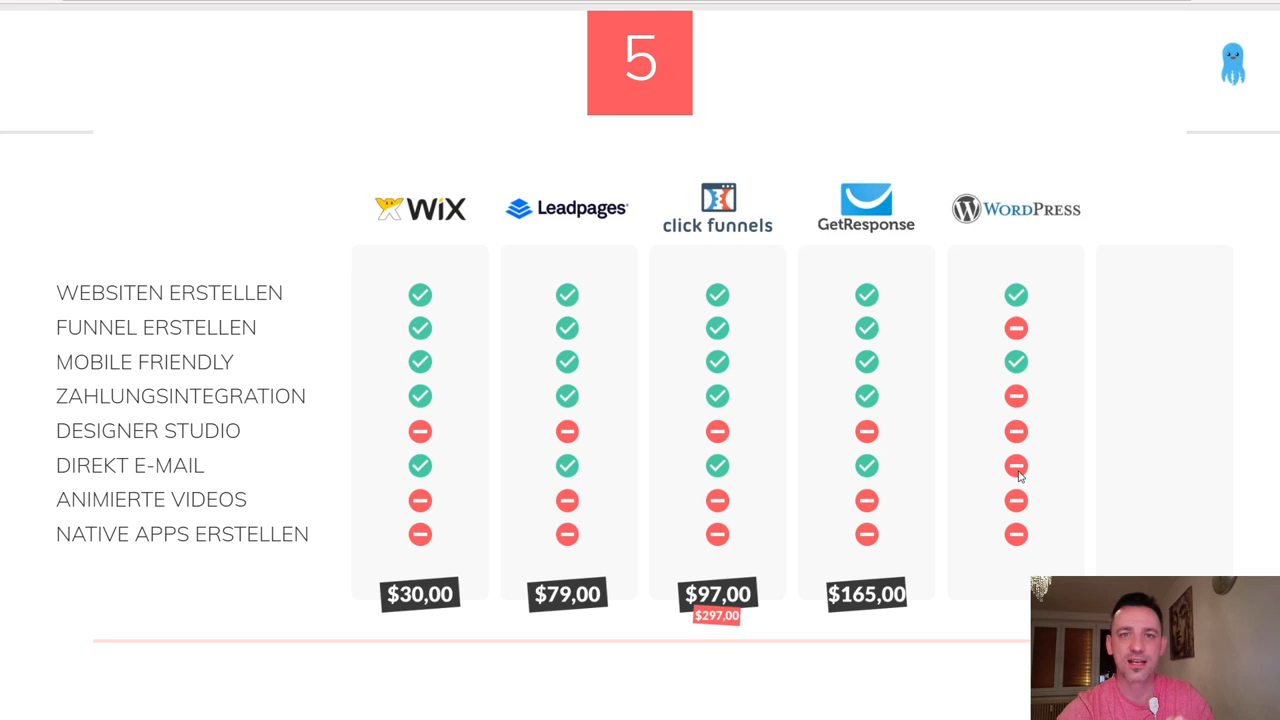 5
WiX
Leadpages
click funnels
GetResponse
WORDPRESS
WEBSITEN ERSTELLEN
FUNNEL ERSTELLEN
MOBILE FRIENDLY
ZAHLUNGSINTEGRATION
DESIGNER STUDIO
DIREKT E-MAIL
ANIMIERTE VIDEOS
NATIVE APPS ERSTELLEN
$30,00
$79,00
$97,00
$297,00
$165,00